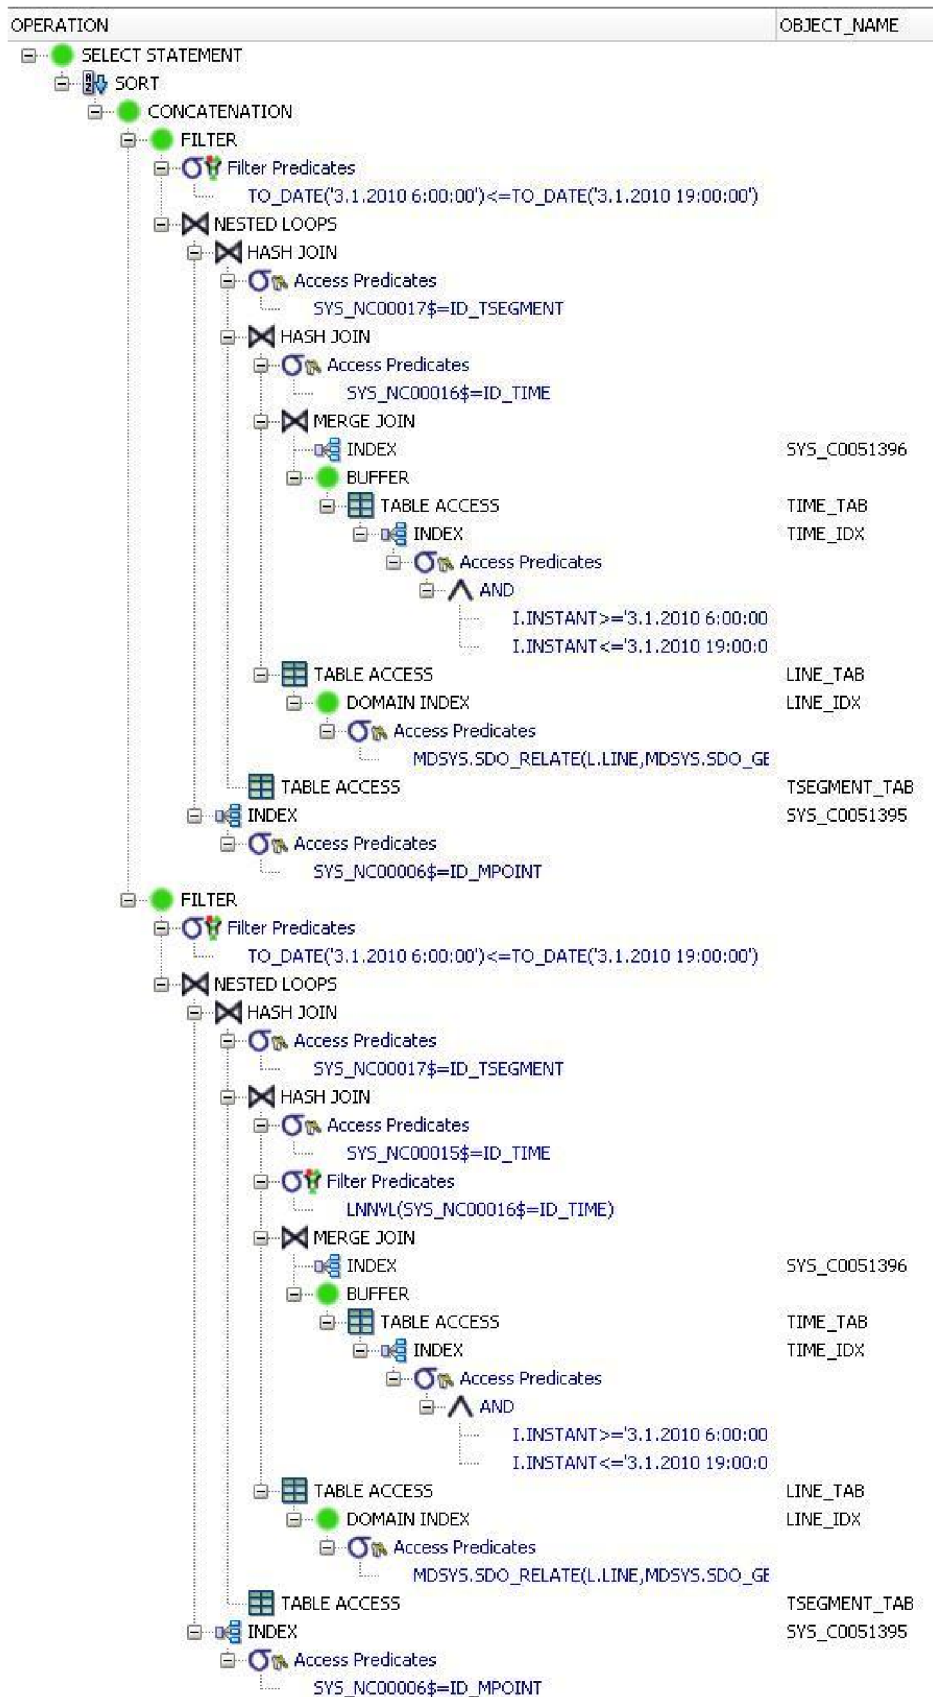 OPERATION OBJECT_NAME
SELECT STATEMENT
SORT
CONCATENATION
FILTER
Filter Predicates
TO_DATE('3.1.2010 6:00:00')<=TO_DATE('3.1.2010 19:00:00')
NESTED LOOPS
HASH JOIN
Access Predicates
SYS_NC00017$=ID_TSEGMENT
HASH JOIN
Access Predicates
SYS_NC00016$=ID_TIME
MERGE JOIN
INDEX SYS_C0051396
BUFFER
TABLE ACCESS TIME_TAB
INDEX TIME_IDX
Access Predicates
AND
I.INSTANT>='3.1.2010 6:00:00
I.INSTANT<='3.1.2010 19:00:0
TABLE ACCESS LINE_TAB
DOMAIN INDEX LINE_IDX
Access Predicates
MDSYS.SDO_RELATE(L.LINE,MDSYS.SDO_GE
TABLE ACCESS TSEGMENT_TAB
INDEX SYS_C0051395
Access Predicates
SYS_NC00006$=ID_MPOINT
FILTER
Filter Predicates
TO_DATE('3.1.2010 6:00:00')<=TO_DATE('3.1.2010 19:00:00')
NESTED LOOPS
HASH JOIN
Access Predicates
SYS_NC00017$=ID_TSEGMENT
HASH JOIN
Access Predicates
SYS_NC00015$=ID_TIME
Filter Predicates
LNNVL(SYS_NC00016$=ID_TIME)
MERGE JOIN
INDEX SYS_C0051396
BUFFER
TABLE ACCESS TIME_TAB
INDEX TIME_IDX
Access Predicates
AND
I.INSTANT>='3.1.2010 6:00:00
I.INSTANT<='3.1.2010 19:00:0
TABLE ACCESS LINE_TAB
DOMAIN INDEX LINE_IDX
Access Predicates
MDSYS.SDO_RELATE(L.LINE,MDSYS.SDO_GE
TABLE ACCESS TSEGMENT_TAB
INDEX SYS_C0051395
Access Predicates
SYS_NC00006$=ID_MPOINT